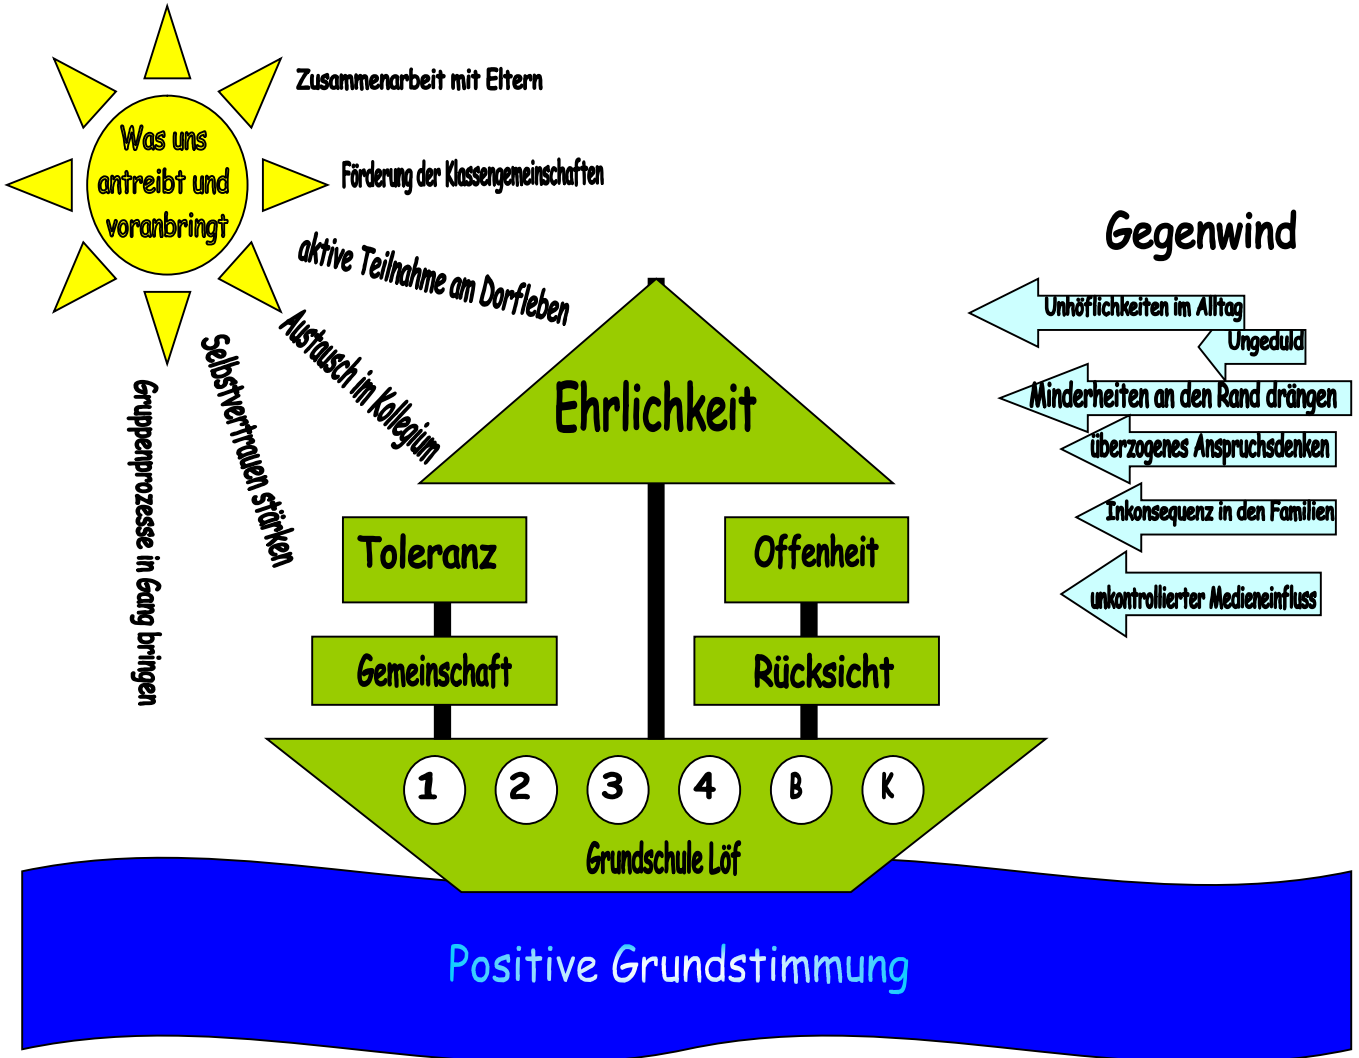 Was uns
antreibt und
voranbringt
Zusammenarbeit mit Eltern
Förderung der Klassengemeinschaften
aktive Teilnahme am Dorfleben
Austausch im Kollegium
Selbstvertrauen stärken
Gruppenprozesse in Gang bringen
Gegenwind
Unhöflichkeiten im Alltag
Ungeduld
Minderheiten an den Rand drängen
überzogenes Anspruchsdenken
Inkonsequenz in den Familien
unkontrollierter Medieneinfluss
Ehrlichkeit
Toleranz
Offenheit
Gemeinschaft
Rücksicht
1 2 3 4 B K
Grundschule Löf
Positive Grundstimmung